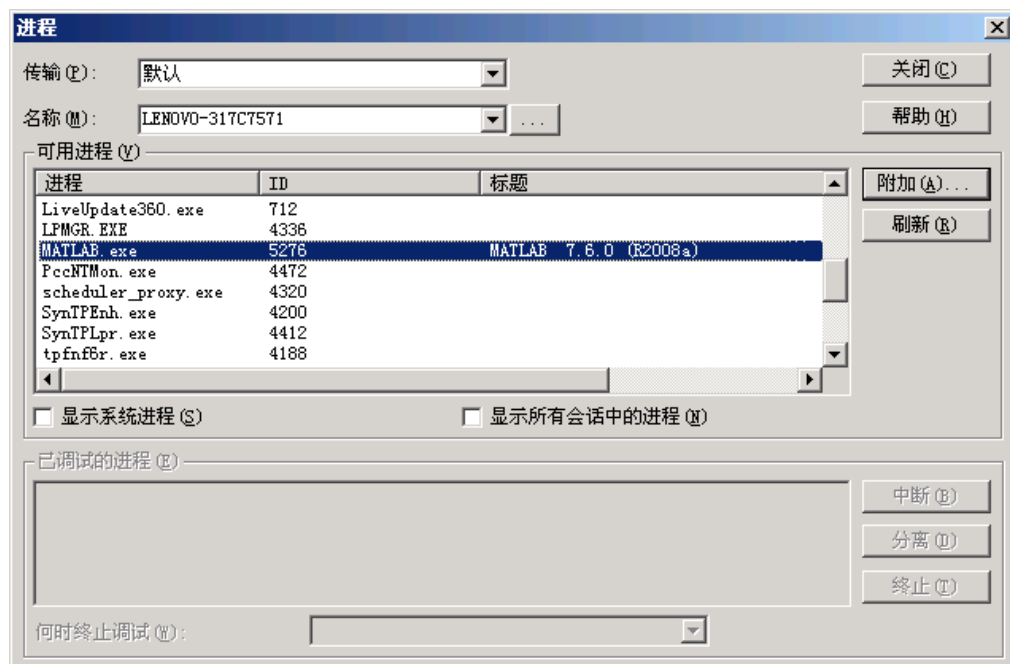 进程
传输(P): 默认 关闭(C)
名称(M): LENOVO-317C7571 ... 帮助(H)
可用进程(V)
进程 ID 标题 附加(A)...
LiveUpdate360.exe 712
LPMGR.EXE 4336 刷新(R)
MATLAB.exe 5276 MATLAB 7.6.0 (R2008a)
PccNTMon.exe 4472
scheduler_proxy.exe 4320
SynTPEnh.exe 4200
SynTPLpr.exe 4412
tpfnf6r.exe 4188
显示系统进程(S) 显示所有会话中的进程(N)
已调试的进程(E)
中断(B)
分离(D)
终止(T)
何时终止调试(W):